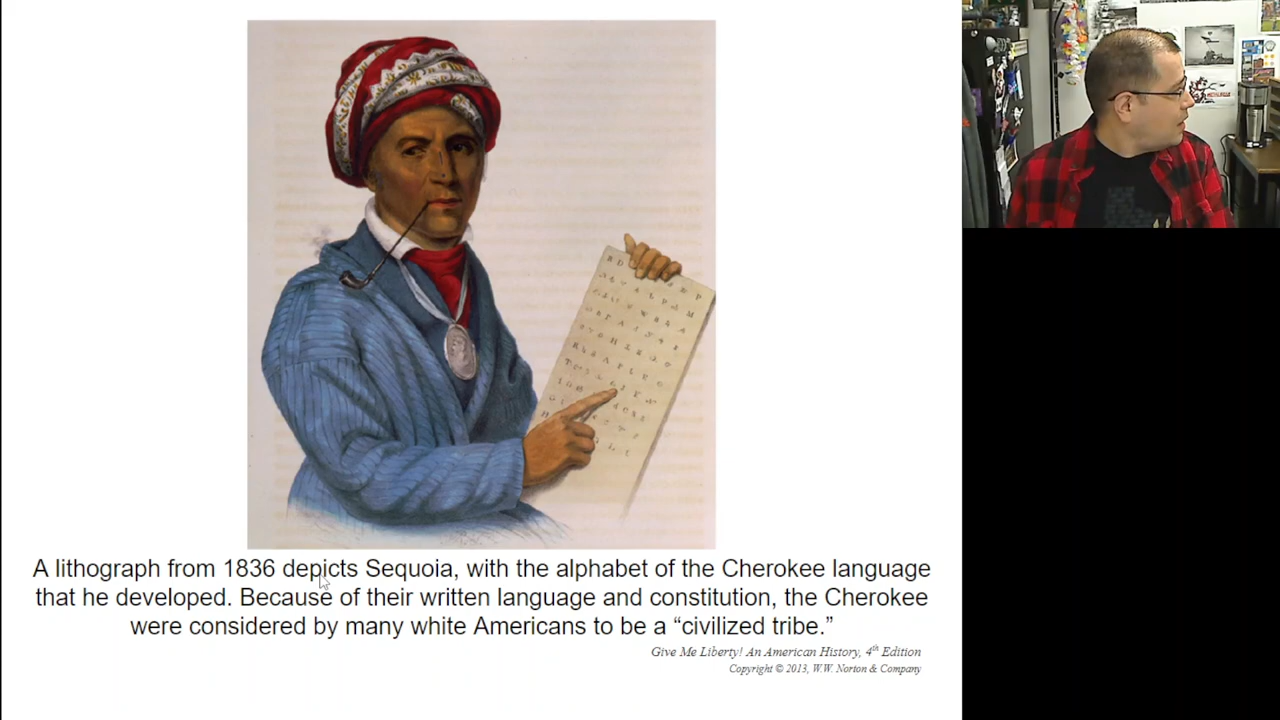 A lithograph from 1836 depicts Sequoia, with the alphabet of the Cherokee language
that he developed. Because of their written language and constitution, the Cherokee
were considered by many white Americans to be a “civilized tribe.”
Give Me Liberty! An American History, 4th Edition
Copyright © 2013, W.W. Norton & Company